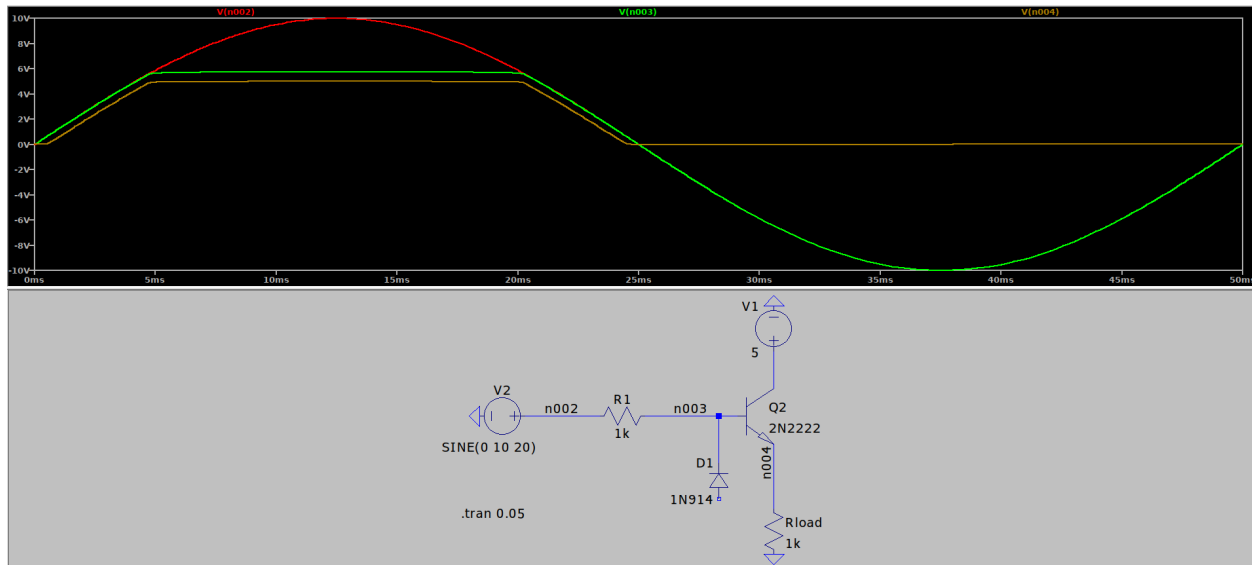 V(n002) V(n003) V(n004)
10V
8V
6V
4V
2V
0V
-2V
-4V
-6V
-8V
-10V
0ms 5ms 10ms 15ms 20ms 25ms 30ms 35ms 40ms 45ms 50ms
V1
5
V2
n002
R1
n003
1k
Q2
2N2222
SINE(0 10 20)
D1
n004
1N914
.tran 0.05
Rload
1k